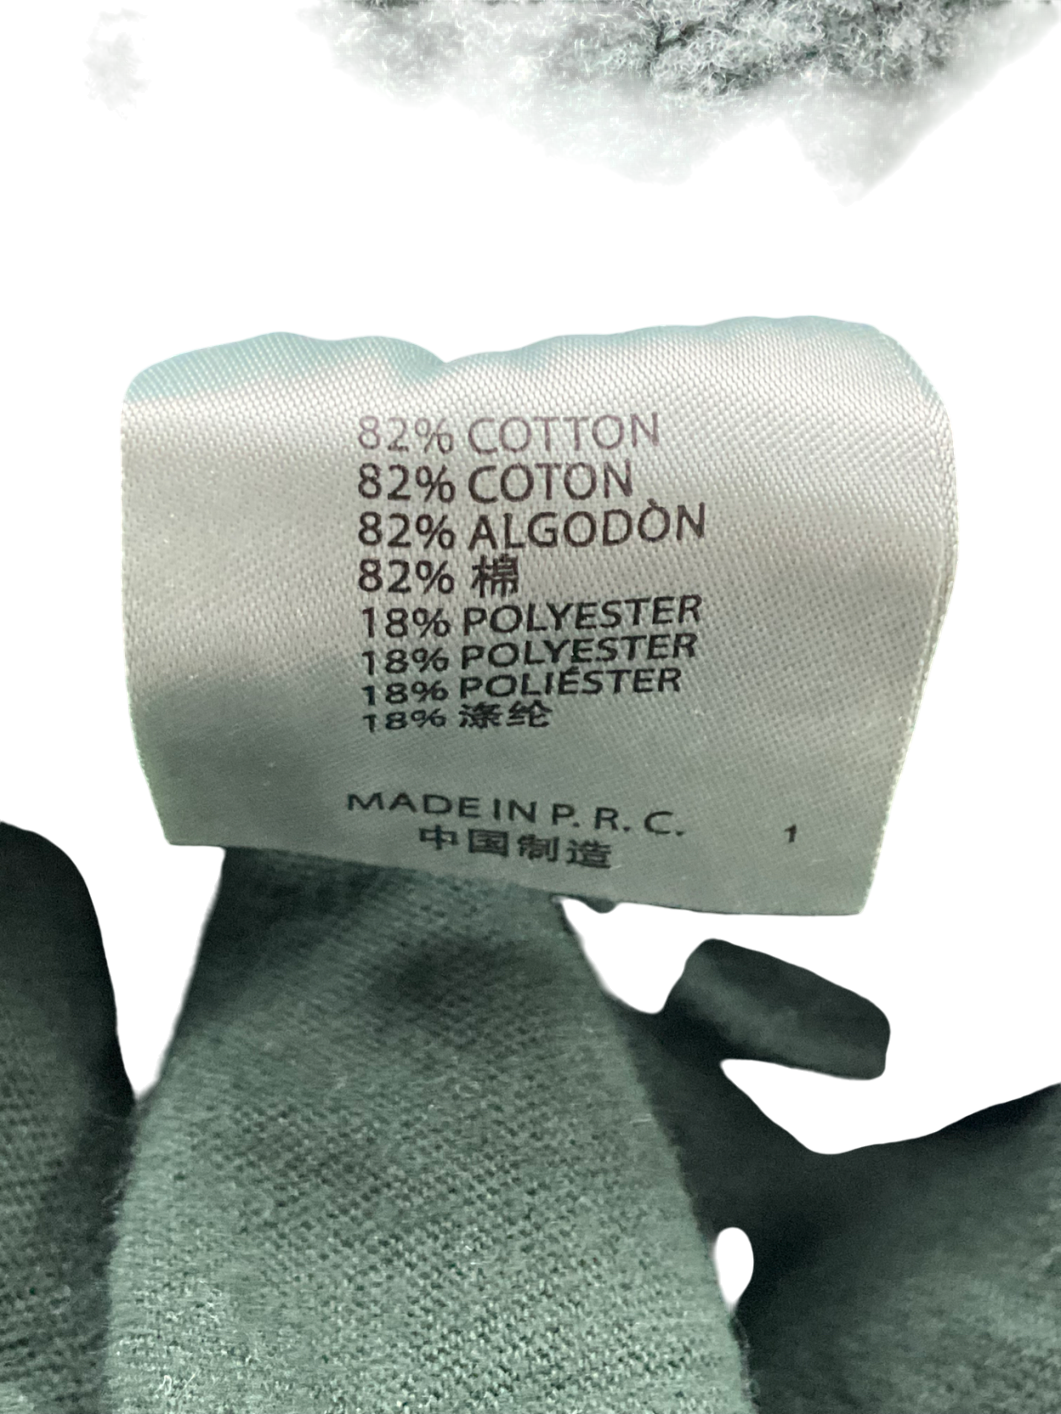 82% COTTON
82% COTON
82% ALGODÒN
82% 棉
18% POLYESTER
18% POLYESTER
18% POLIÉSTER
18% 涤纶
MADE IN P. R. C.
中国制造
1